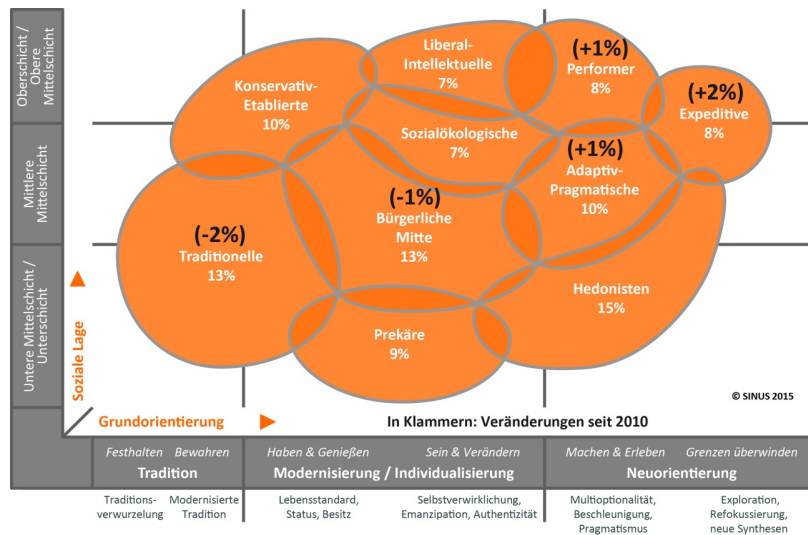 Oberschicht /
Obere
Mittelschicht
Mittlere
Mittelschicht
Untere Mittelschicht /
Unterschicht
Soziale Lage
Konservativ-
Etablierte
10%
Liberal-
Intellektuelle
7%
(+1%)
Performer
8%
(+2%)
Expeditive
8%
Sozialökologische
7%
(+1%)
Adaptiv-
Pragmatische
10%
(-2%)
Traditionelle
13%
(-1%)
Bürgerliche
Mitte
13%
Hedonisten
15%
Prekäre
9%
© SINUS 2015
Grundorientierung
In Klammern: Veränderungen seit 2010
Festhalten Bewahren
Tradition
Haben & Genießen Sein & Verändern
Modernisierung / Individualisierung
Machen & Erleben Grenzen überwinden
Neuorientierung
Traditions-
verwurzelung
Modernisierte
Tradition
Lebensstandard,
Status, Besitz
Selbstverwirklichung,
Emanzipation, Authentizität
Multioptionalität,
Beschleunigung,
Pragmatismus
Exploration,
Refokussierung,
neue Synthesen